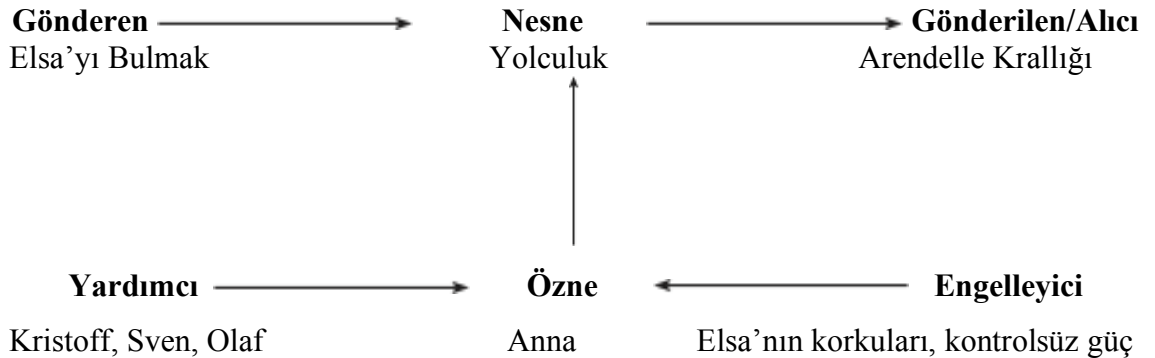 Gönderen Nesne Gönderilen/Alıcı
Elsa’yı Bulmak Yolculuk Arendelle Krallığı
Yardımcı Özne Engelleyici
Kristoff, Sven, Olaf Anna Elsa’nın korkuları, kontrolsüz güç